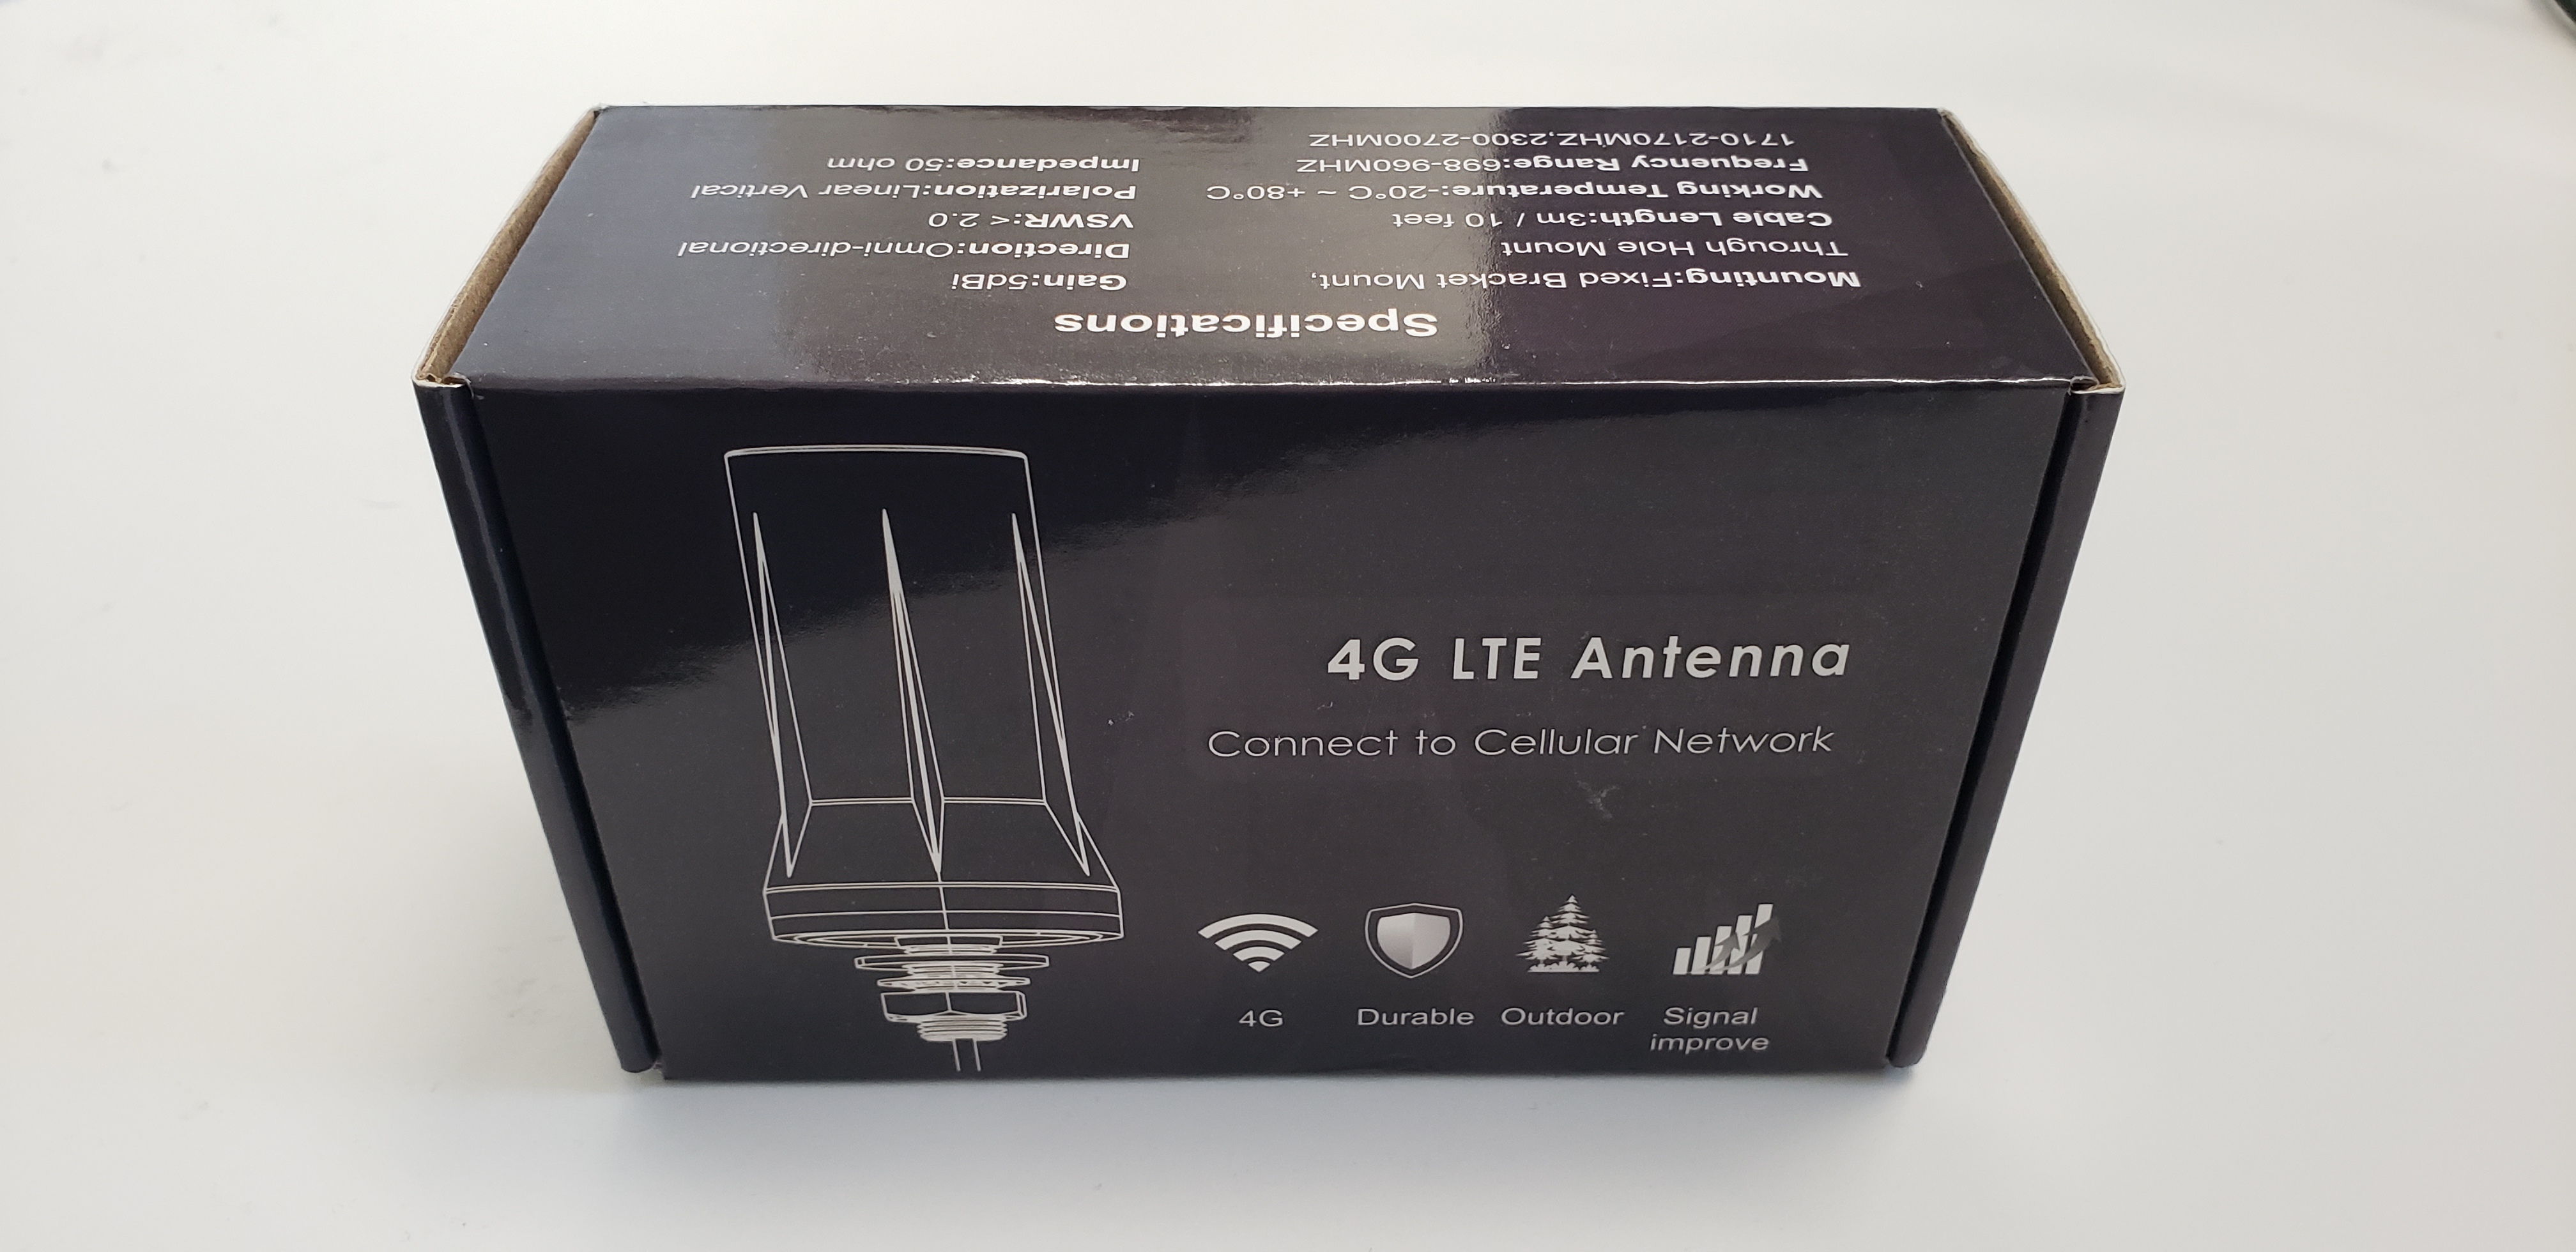 Specifications
Mounting:Fixed Bracket Mount,
Through Hole Mount
Cable Length:3m / 10 feet
Working Temperature:-20°C ~ +80°C
Frequency Range:698-960MHZ
1710-2170MHZ,2300-2700MHZ
Gain:5dBi
Direction:Omni-directional
VSWR:< 2.0
Polarization:Linear Vertical
Impedance:50 ohm
4G LTE Antenna
Connect to Cellular Network
4G
Durable
Outdoor
Signal
improve